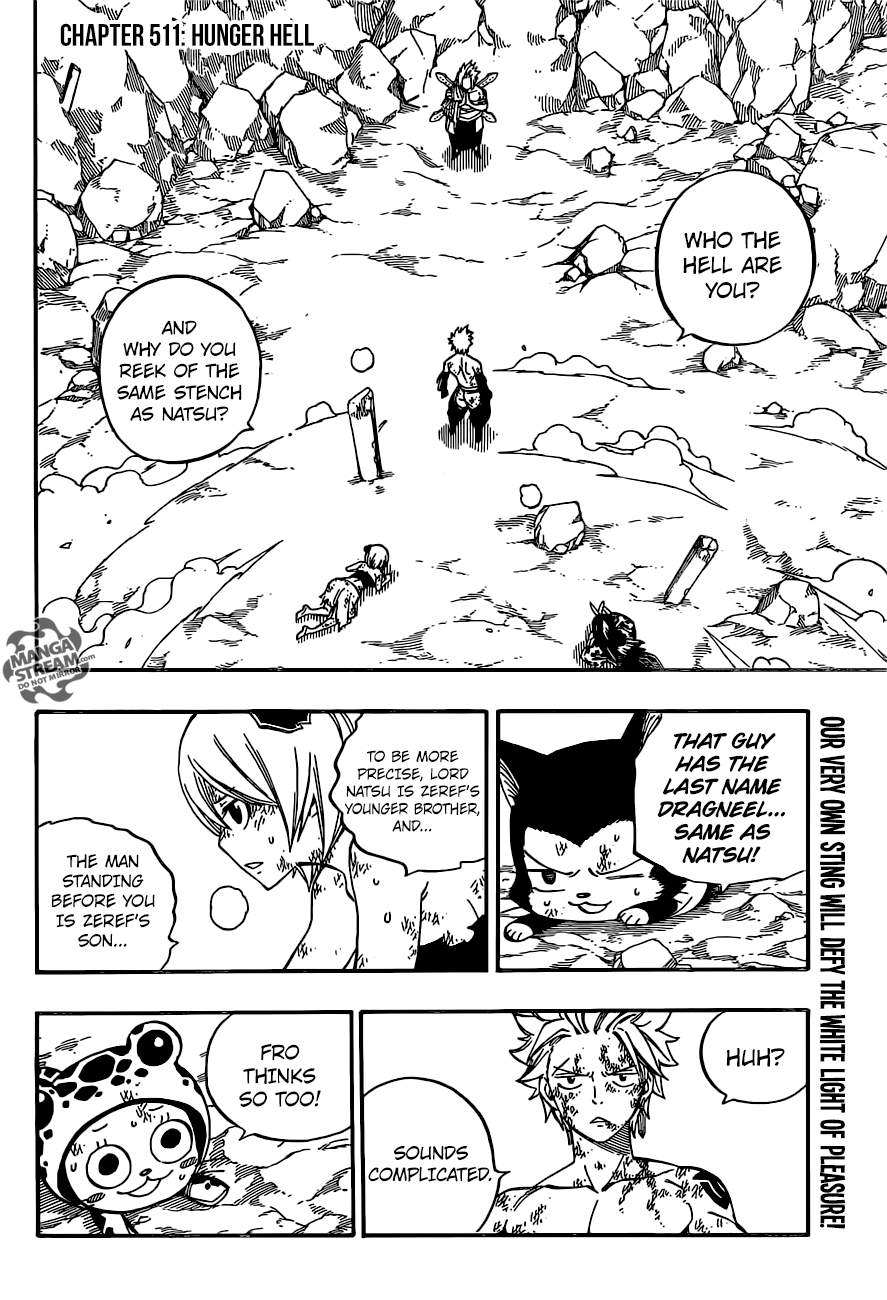 CHAPTER 511: HUNGER HELL
WHO THE
HELL ARE
YOU?
AND
WHY DO YOU
REEK OF THE
SAME STENCH
AS NATSU?
MANGA
STREAM.com
DO NOT MIRROR
THAT GUY
HAS THE
LAST NAME
DRAGNEEL...
SAME AS
NATSU!
TO BE MORE
PRECISE, LORD
NATSU IS ZEREF'S
YOUNGER BROTHER,
AND...
THE MAN
STANDING
BEFORE YOU
IS ZEREF'S
SON...
HUH?
SOUNDS
COMPLICATED.
FRO
THINKS
SO TOO!
OUR VERY OWN STING WILL DEFY THE WHITE LIGHT OF PLEASURE!